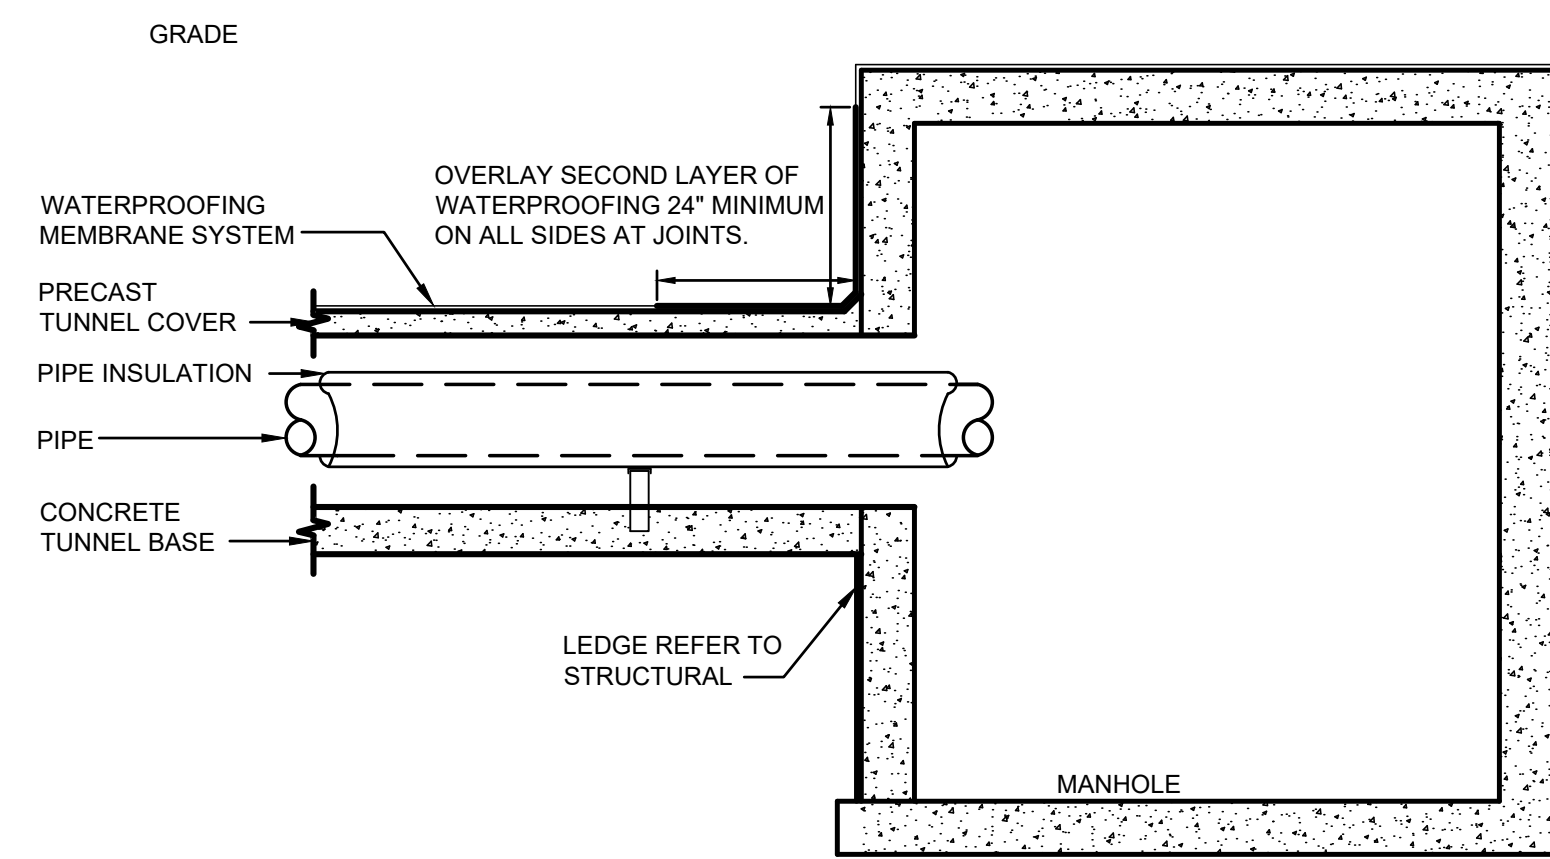 GRADE
OVERLAY SECOND LAYER OF
WATERPROOFING 24" MINIMUM
ON ALL SIDES AT JOINTS.
WATERPROOFING
MEMBRANE SYSTEM
PRECAST
TUNNEL COVER
PIPE INSULATION
PIPE
CONCRETE
TUNNEL BASE
LEDGE REFER TO
STRUCTURAL
MANHOLE